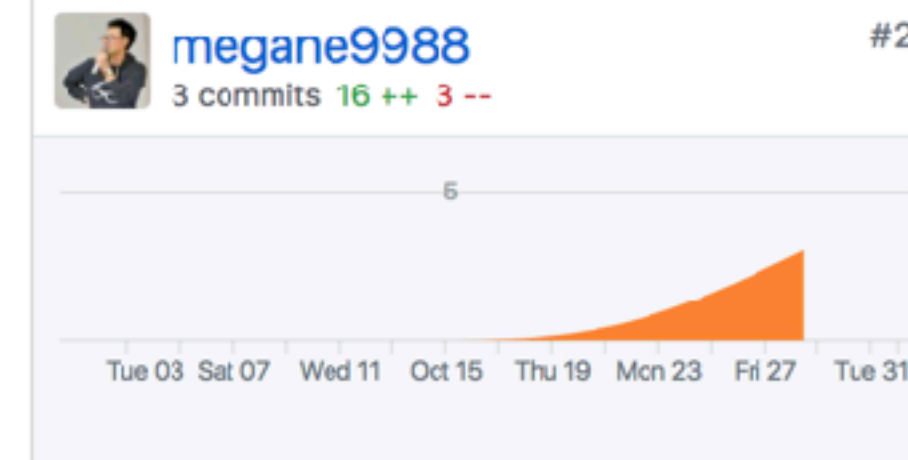 megane9988
#2
3 commits 16 ++ 3 --
5
Tue 03 Sat 07 Wed 11 Oct 15 Thu 19 Mon 23 Fri 27 Tue 31